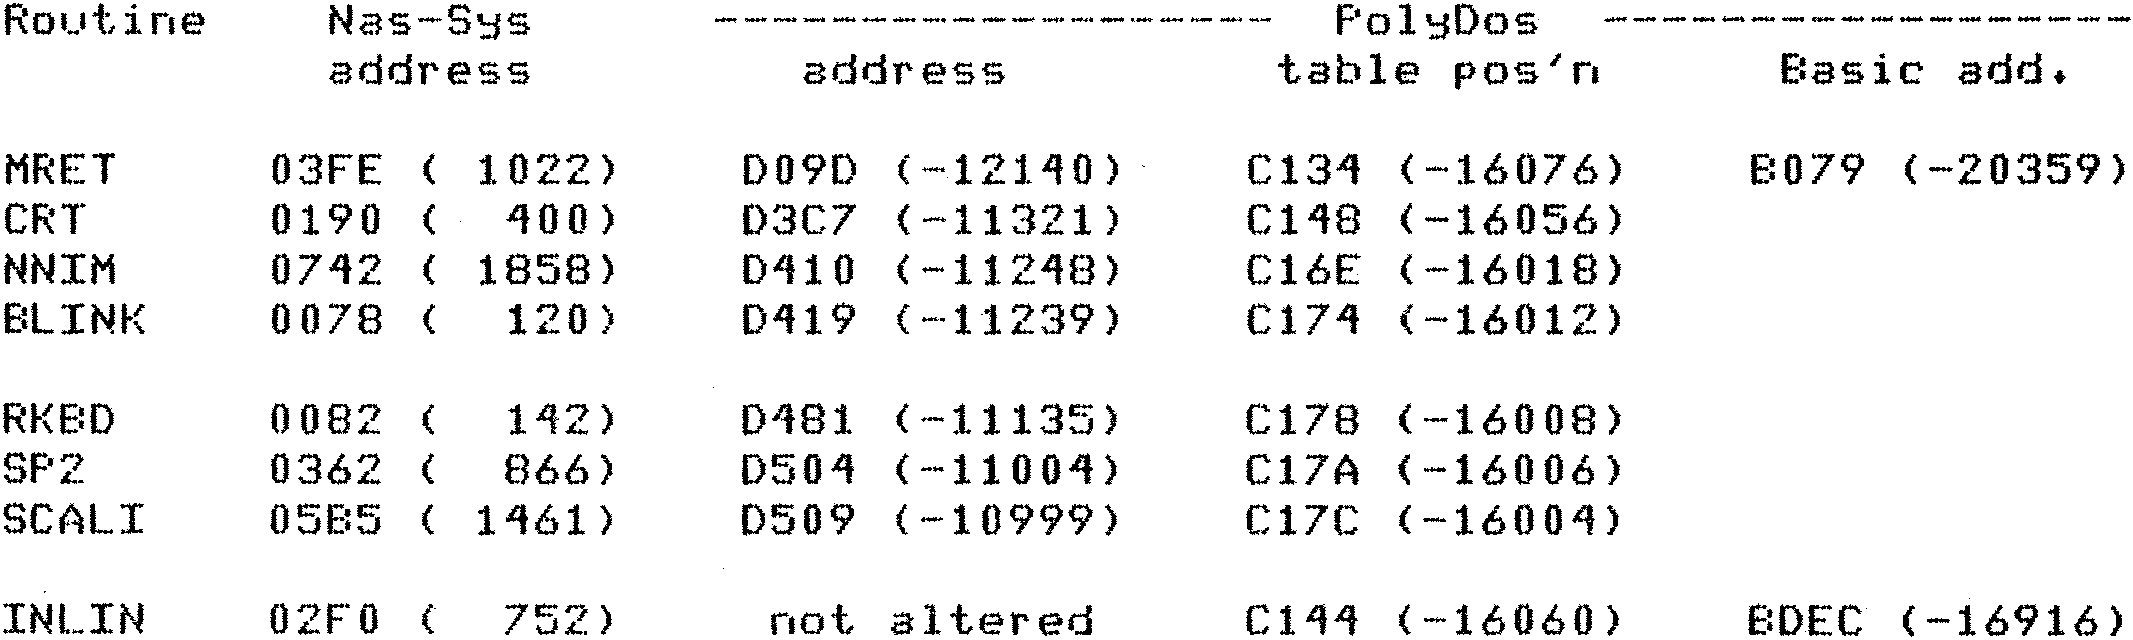 Routine Nas-Sys ------------------- PolyDos ------------------
address address table pos'n Basic add.
MRET 03FE ( 1022) D09D (-12140) C134 (-16076) B079 (-20359)
CRT 0190 ( 400) D3C7 (-11321) C148 (-16056)
NNIM 0742 ( 1858) D410 (-11248) C16E (-16018)
BLINK 0078 ( 120) D419 (-11239) C174 (-16012)
RKBD 0082 ( 142) D481 (-11135) C178 (-16008)
SP2 0362 ( 866) D504 (-11004) C17A (-16006)
SCALI 05B5 ( 1461) D509 (-10999) C17C (-16004)
INLIN 02F0 ( 752) not altered C144 (-16060) BDEC (-16916)